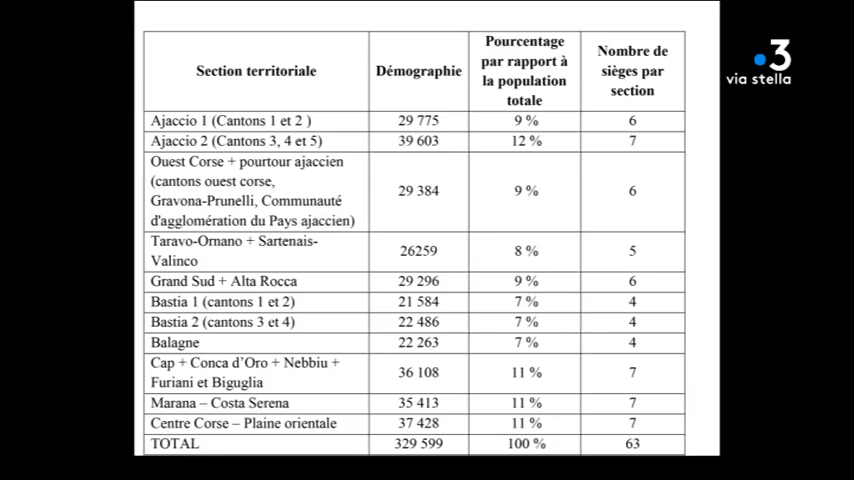 Section territoriale Démographie Pourcentage par rapport à la population totale Nombre de sièges par section
Ajaccio 1 (Cantons 1 et 2 ) 29 775 9 % 6
Ajaccio 2 (Cantons 3, 4 et 5) 39 603 12 % 7
Ouest Corse + pourtour ajaccien
(cantons ouest corse,
Gravona-Prunelli, Communauté
d'agglomération du Pays ajaccien) 29 384 9 % 6
Taravo-Ornano + Sartenais-
Valinco 26259 8 % 5
Grand Sud + Alta Rocca 29 296 9 % 6
Bastia 1 (cantons 1 et 2) 21 584 7 % 4
Bastia 2 (cantons 3 et 4) 22 486 7 % 4
Balagne 22 263 7 % 4
Cap + Conca d'Oro + Nebbiu +
Furiani et Biguglia 36 108 11 % 7
Marana – Costa Serena 35 413 11 % 7
Centre Corse – Plaine orientale 37 428 11 % 7
TOTAL 329 599 100 % 63
3
via stella